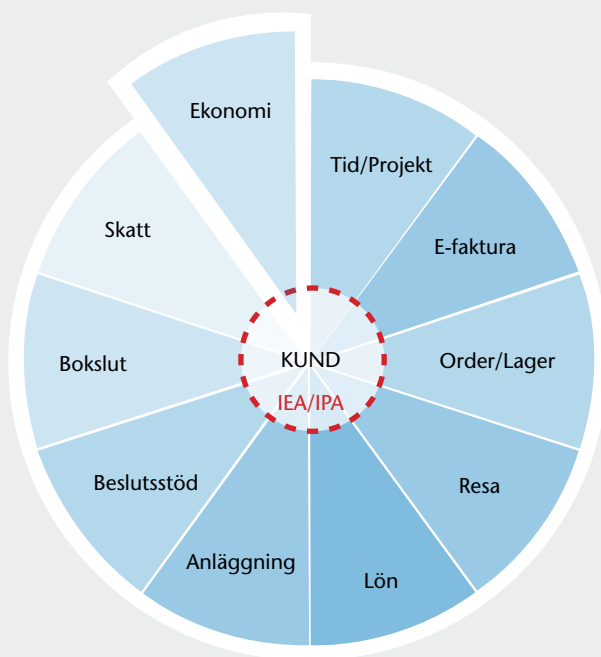 Ekonomi
Tid/Projekt
E-faktura
Order/Lager
Resa
Lön
Anläggning
Beslutsstöd
Bokslut
Skatt
KUND
IEA/IPA